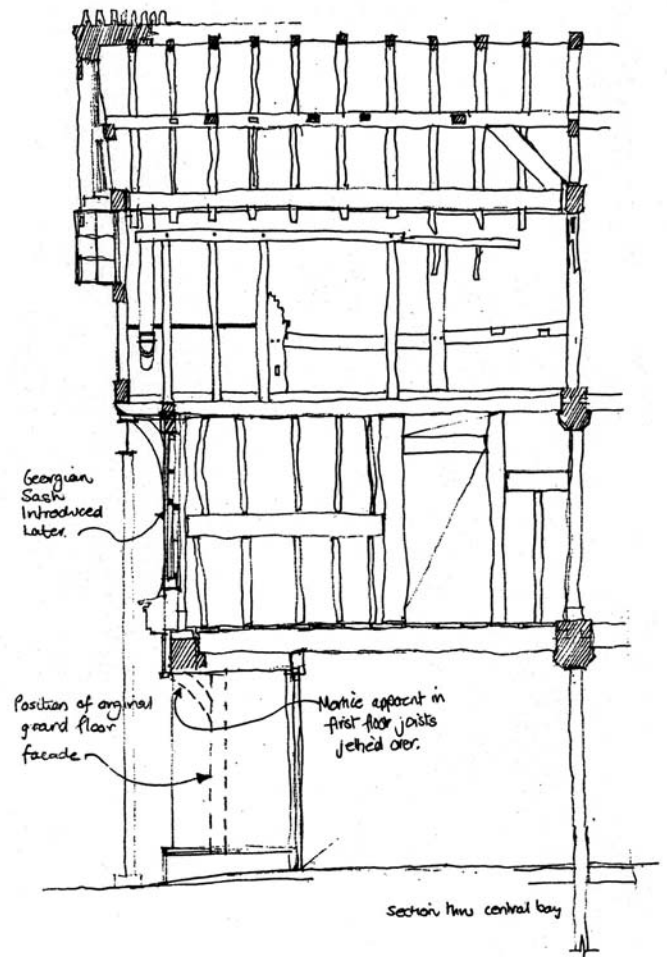 Georgian
Sash
Introduced
Later.
Position of original
ground floor
facade
Mortice apparent in
first floor joists
jettied over.
Section thru central bay